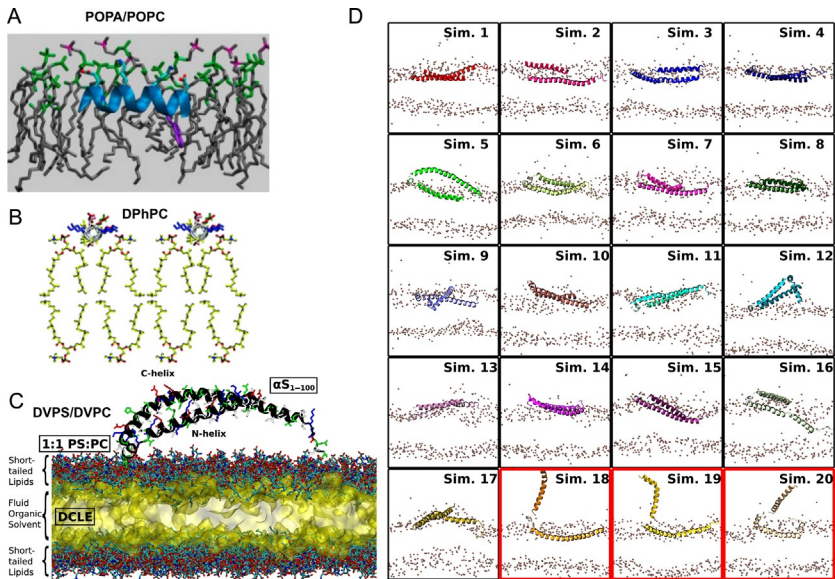 A
POPA/POPC
B
DPhPC
C
DVPS/DVPC
C-helix
αS1–100
N-helix
1:1 PS:PC
Short-
tailed
Lipids
Fluid
Organic
Solvent
DCLE
Short-
tailed
Lipids
D
Sim. 1
Sim. 2
Sim. 3
Sim. 4
Sim. 5
Sim. 6
Sim. 7
Sim. 8
Sim. 9
Sim. 10
Sim. 11
Sim. 12
Sim. 13
Sim. 14
Sim. 15
Sim. 16
Sim. 17
Sim. 18
Sim. 19
Sim. 20